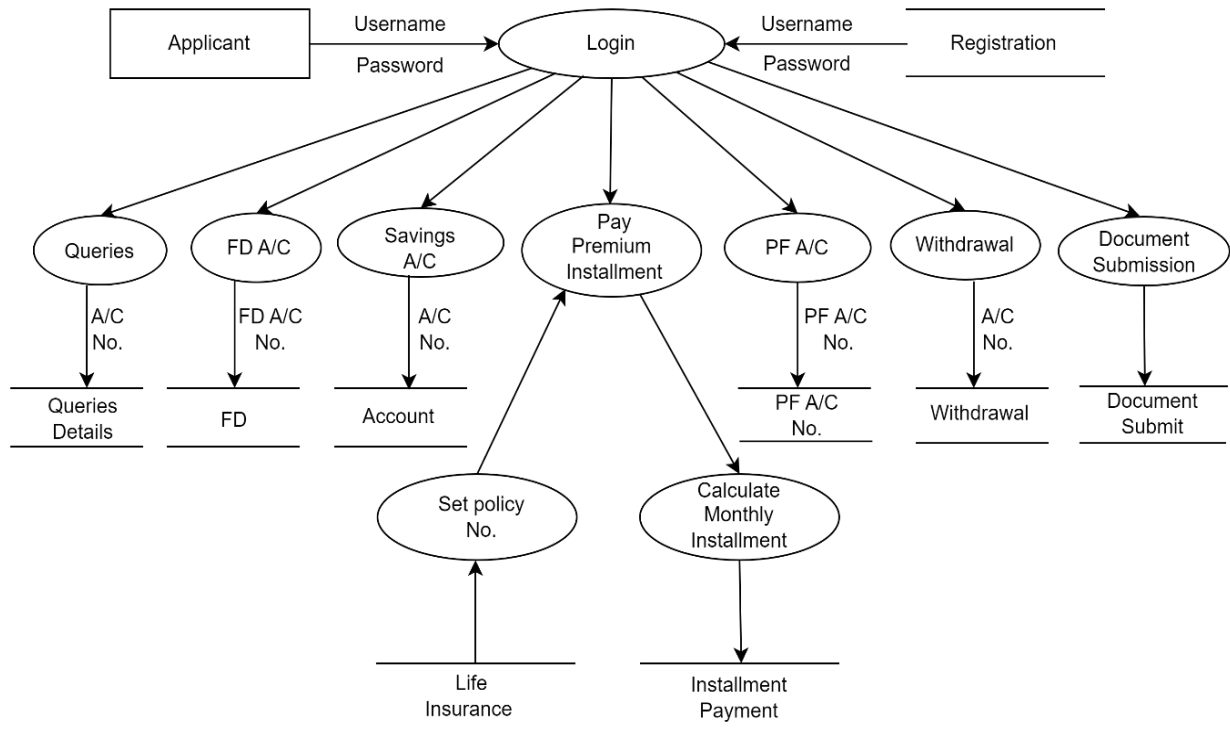 Applicant
Username
Password
Login
Username
Password
Registration
Queries
FD A/C
Savings
A/C
Pay
Premium
Installment
PF A/C
Withdrawal
Document
Submission
A/C
No.
FD A/C
No.
A/C
No.
PF A/C
No.
A/C
No.
Queries
Details
FD
Account
PF A/C
No.
Withdrawal
Document
Submit
Set policy
No.
Calculate
Monthly
Installment
Life
Insurance
Installment
Payment